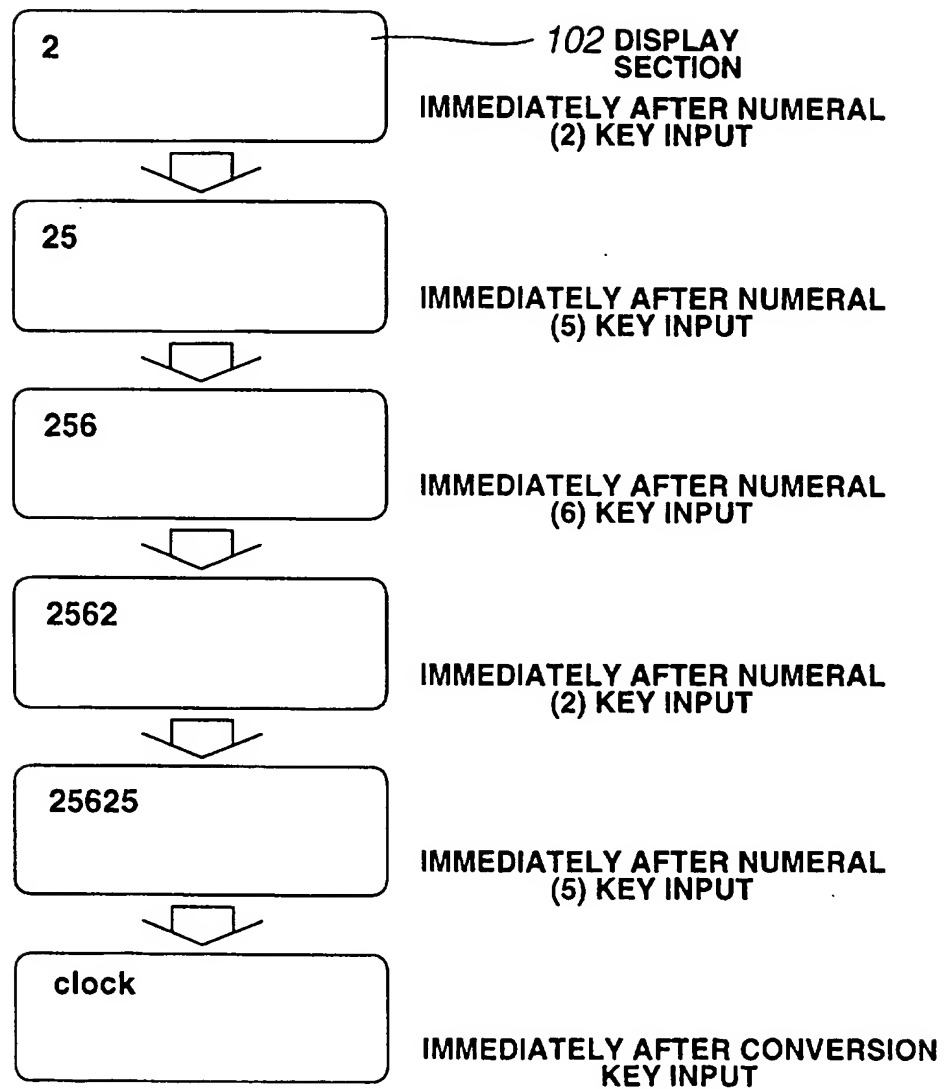 2
102 DISPLAY
SECTION
IMMEDIATELY AFTER NUMERAL
(2) KEY INPUT
25
IMMEDIATELY AFTER NUMERAL
(5) KEY INPUT
256
IMMEDIATELY AFTER NUMERAL
(6) KEY INPUT
2562
IMMEDIATELY AFTER NUMERAL
(2) KEY INPUT
25625
IMMEDIATELY AFTER NUMERAL
(5) KEY INPUT
clock
IMMEDIATELY AFTER CONVERSION
KEY INPUT